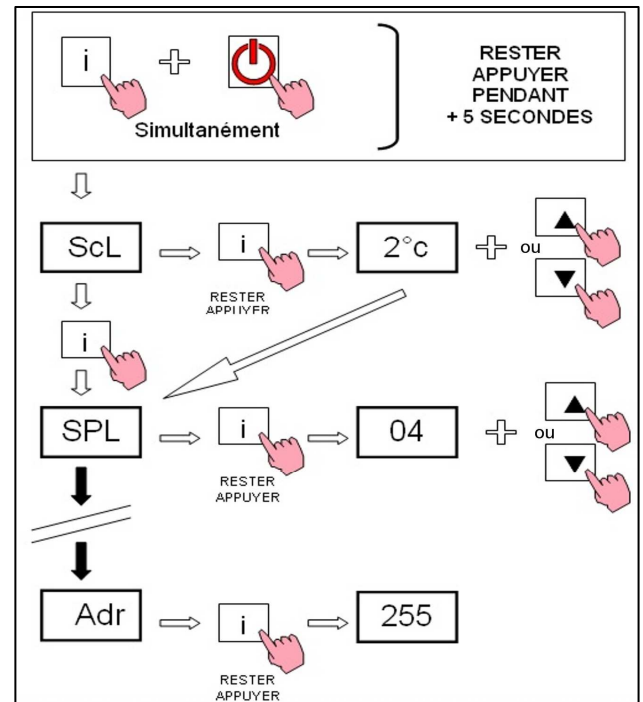 i
Simultanément
RESTER
APPUYER
PENDANT
+ 5 SECONDES
ScL
i
2°c
ou
RESTER
APPUYER
i
SPL
i
04
ou
RESTER
APPUYER
Adr
i
255
RESTER
APPUYER